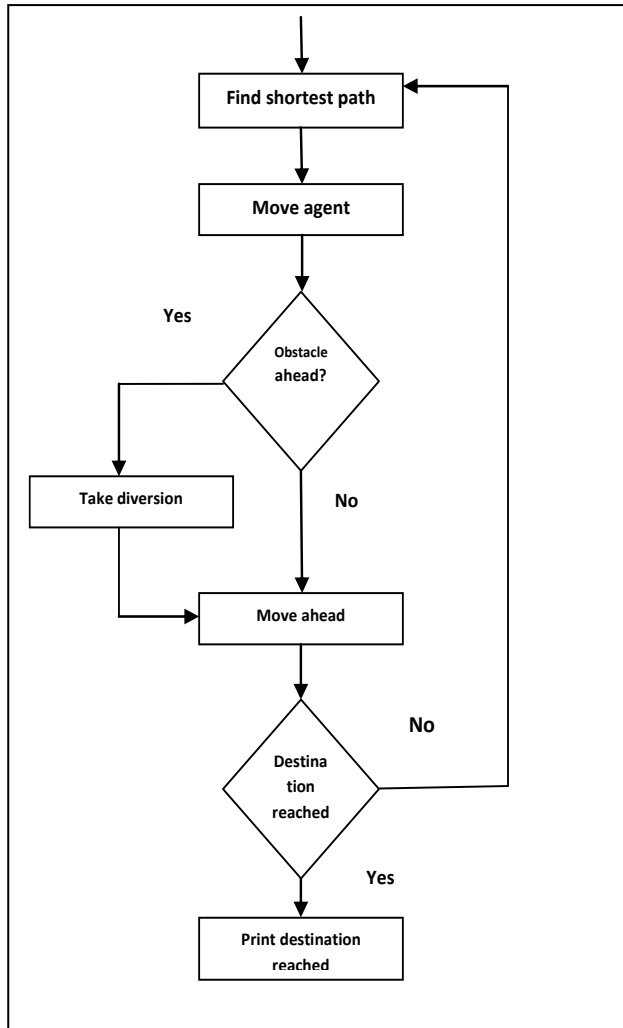 Find shortest path
Move agent
Yes
Obstacle
ahead?
Take diversion
No
Move ahead
No
Destina
tion
reached
Yes
Print destination
reached